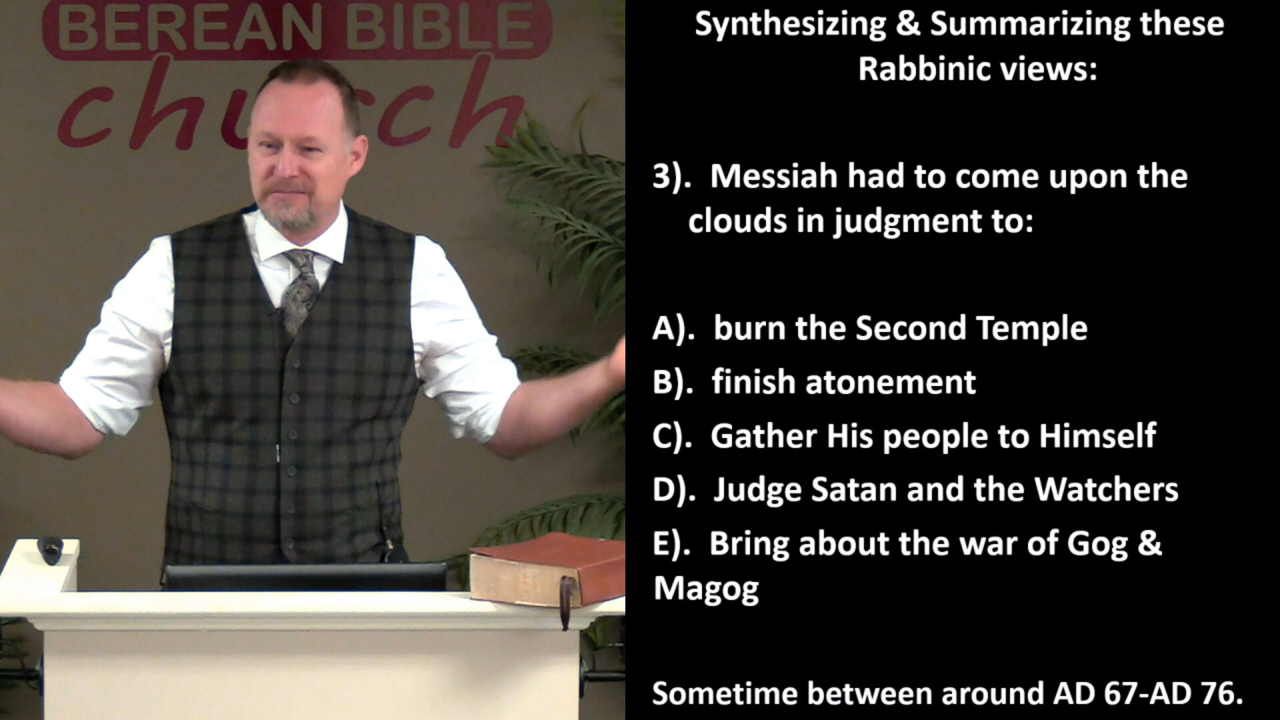 BEREAN BIBLE
church
Synthesizing & Summarizing these
Rabbinic views:
3). Messiah had to come upon the
clouds in judgment to:
A). burn the Second Temple
B). finish atonement
C). Gather His people to Himself
D). Judge Satan and the Watchers
E). Bring about the war of Gog &
Magog
Sometime between around AD 67-AD 76.